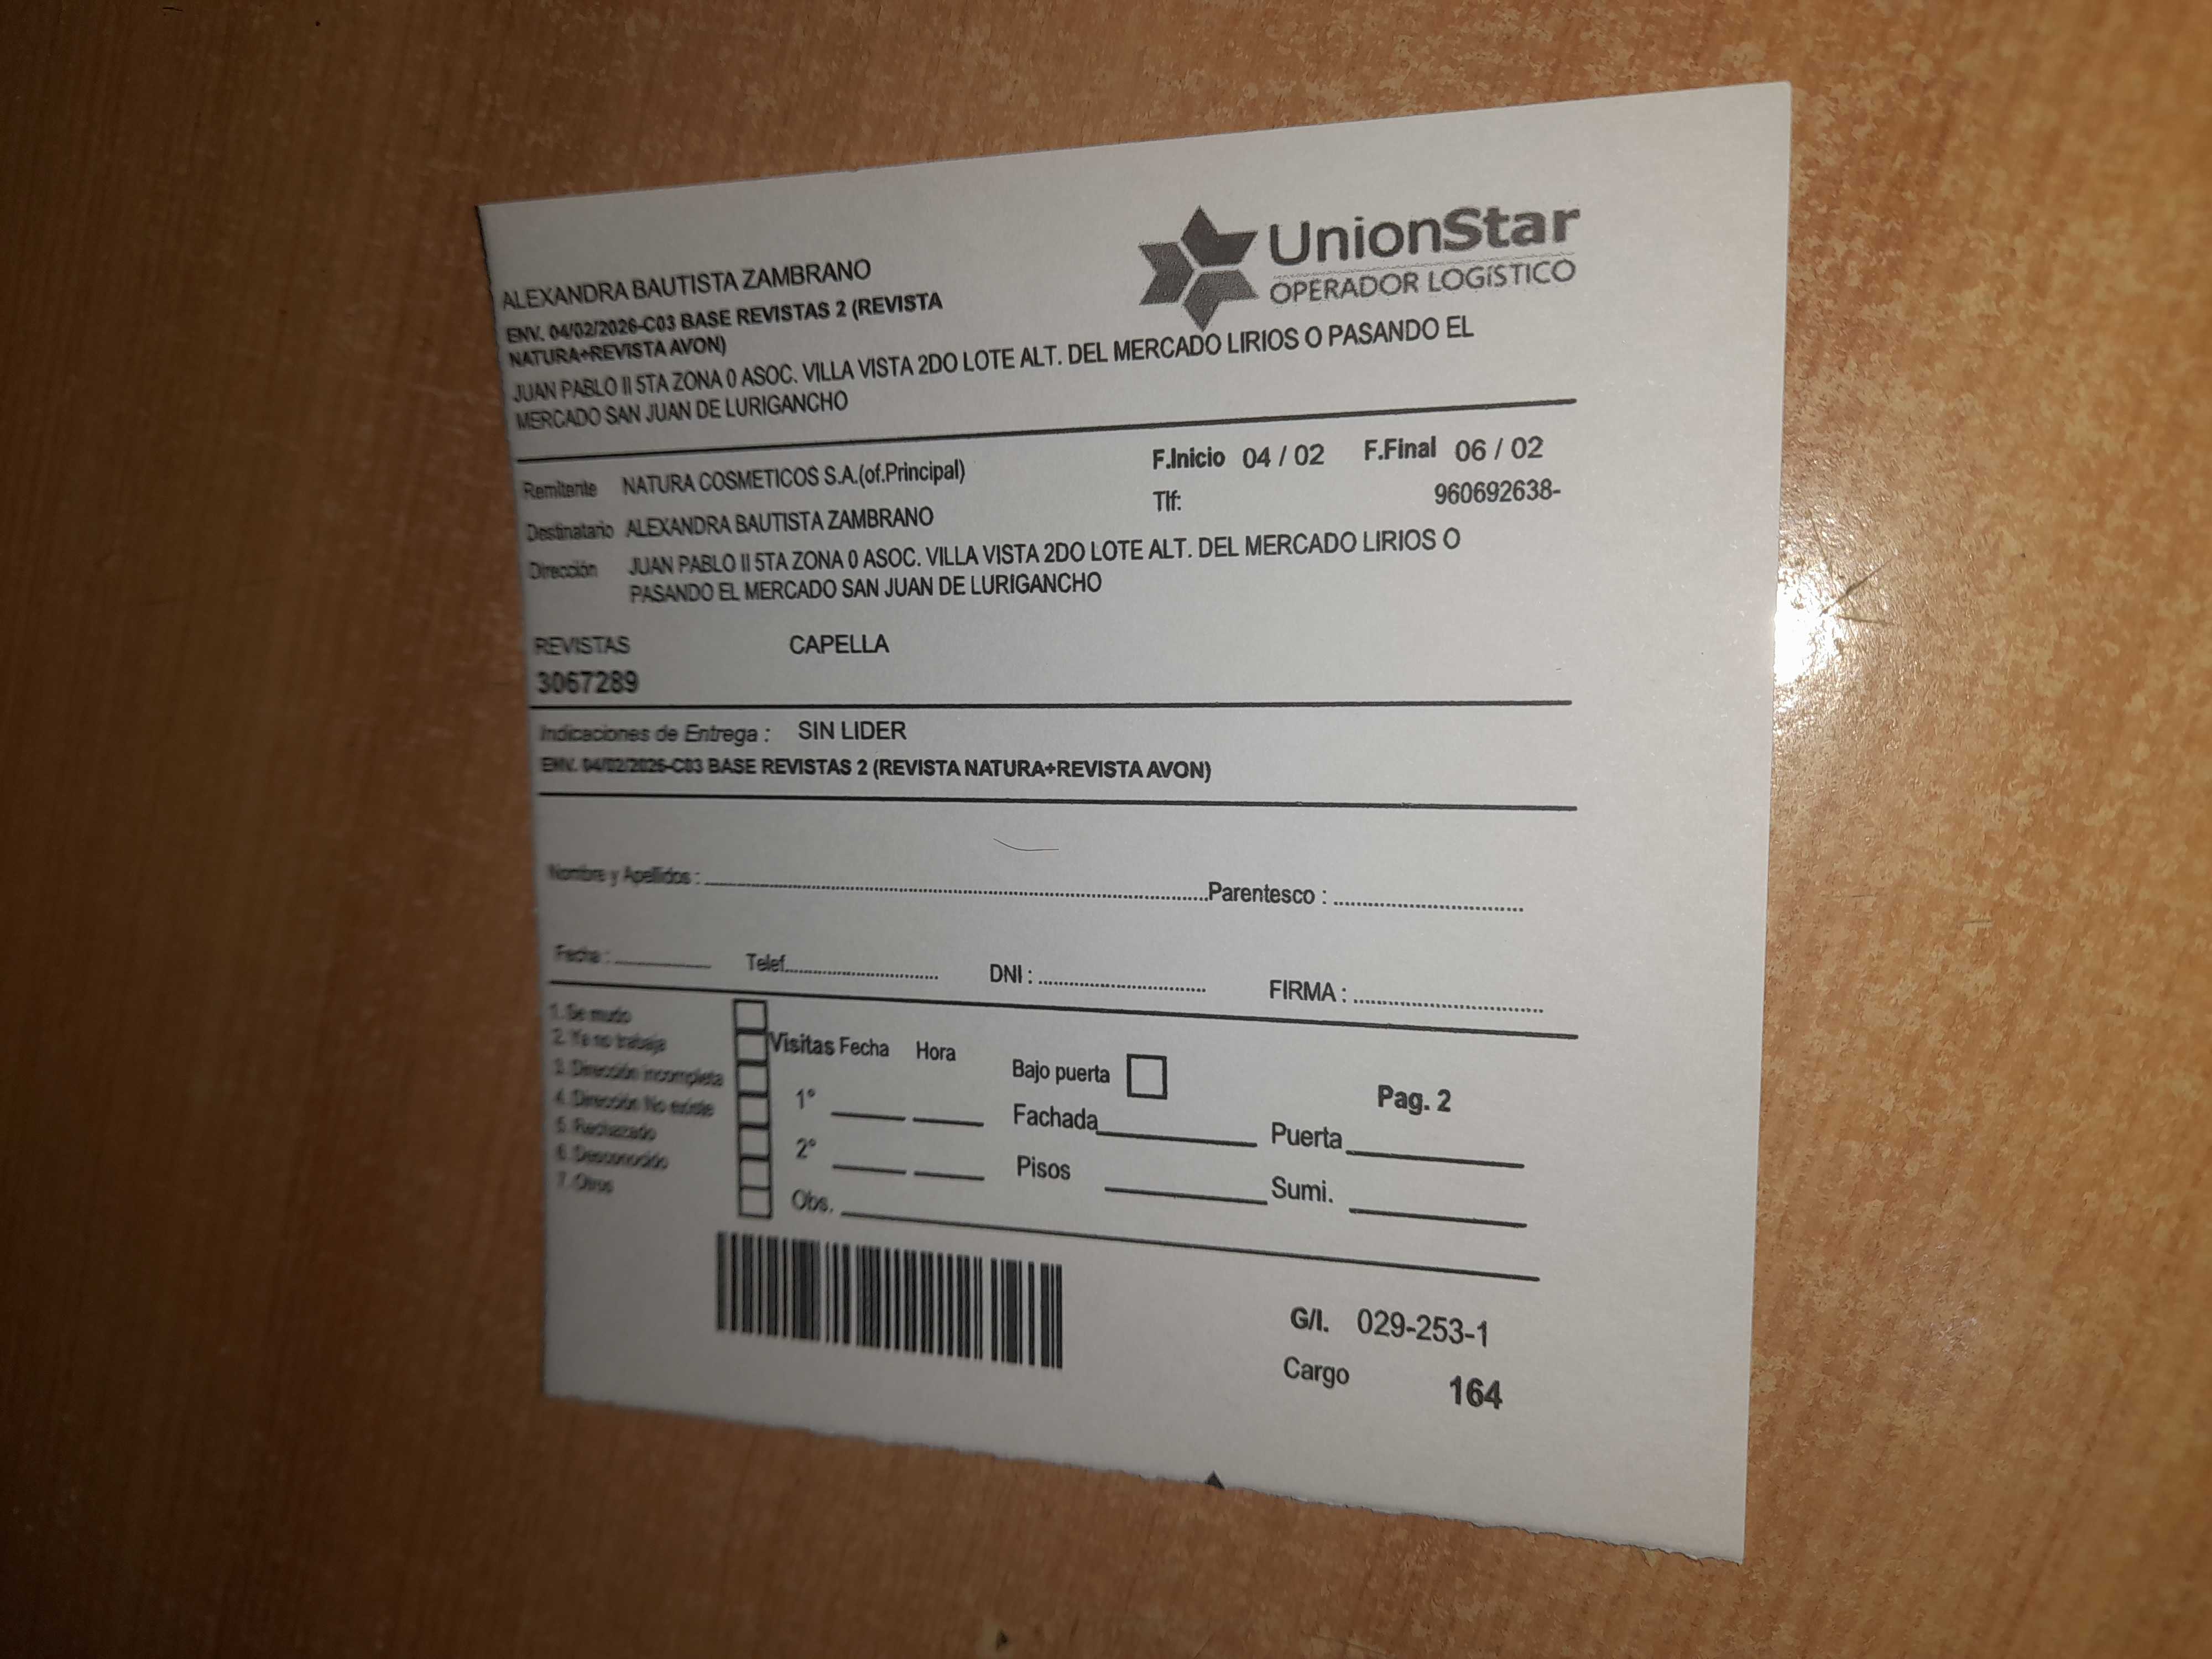 UnionStar
OPERADOR LOGíSTICO
ALEXANDRA BAUTISTA ZAMBRANO
ENV. 04/02/2026-C03 BASE REVISTAS 2 (REVISTA
NATURA+REVISTA AVON)
JUAN PABLO II 5TA ZONA 0 ASOC. VILLA VISTA 2DO LOTE ALT. DEL MERCADO LIRIOS O PASANDO EL
MERCADO SAN JUAN DE LURIGANCHO
Remitente NATURA COSMETICOS S.A.(of.Principal) F.Inicio 04 / 02 F.Final 06 / 02
Tlf: 960692638-
Destinatario ALEXANDRA BAUTISTA ZAMBRANO
Dirección JUAN PABLO II 5TA ZONA 0 ASOC. VILLA VISTA 2DO LOTE ALT. DEL MERCADO LIRIOS O
PASANDO EL MERCADO SAN JUAN DE LURIGANCHO
REVISTAS CAPELLA
3067289
Indicaciones de Entrega : SIN LIDER
ENV. 04/02/2026-C03 BASE REVISTAS 2 (REVISTA NATURA+REVISTA AVON)
Nombre y Apellidos : Parentesco :
Fecha : Telef. DNI : FIRMA :
1. Se mudo
2. Ya no trabaja
3. Dirección incompleta
4. Dirección No existe
5. Rechazado
6. Desconocido
7. Otros
Visitas Fecha Hora
1°
2°
Obs.
Bajo puerta
Pag. 2
Fachada Puerta
Pisos Sumi.
G/I. 029-253-1
Cargo 164